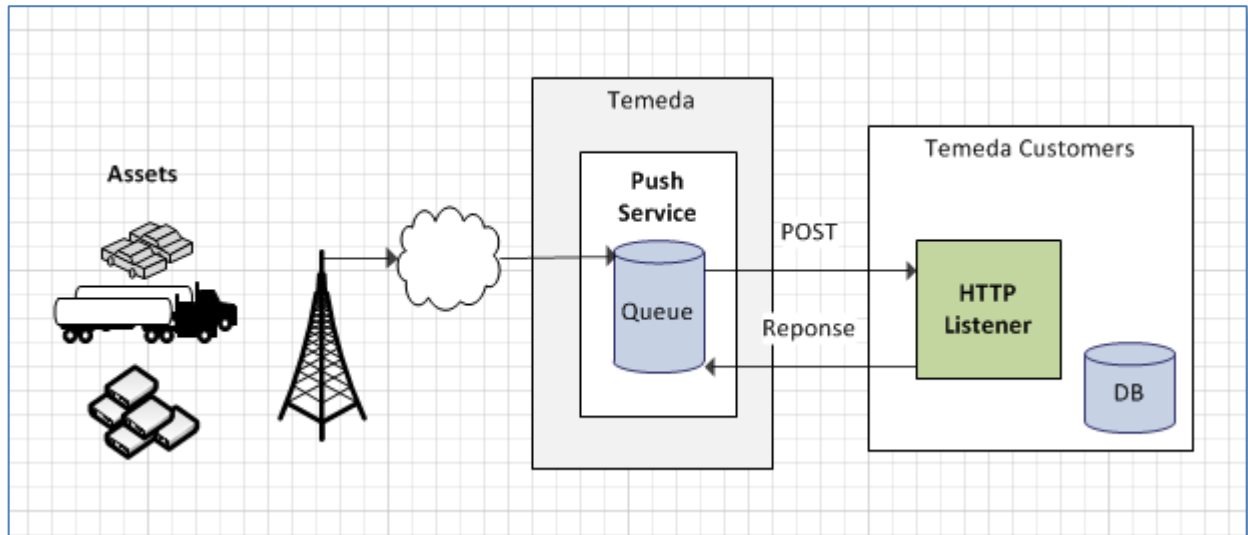 Assets
Temeda
Push
Service
Queue
POST
Reponse
Temeda Customers
HTTP
Listener
DB